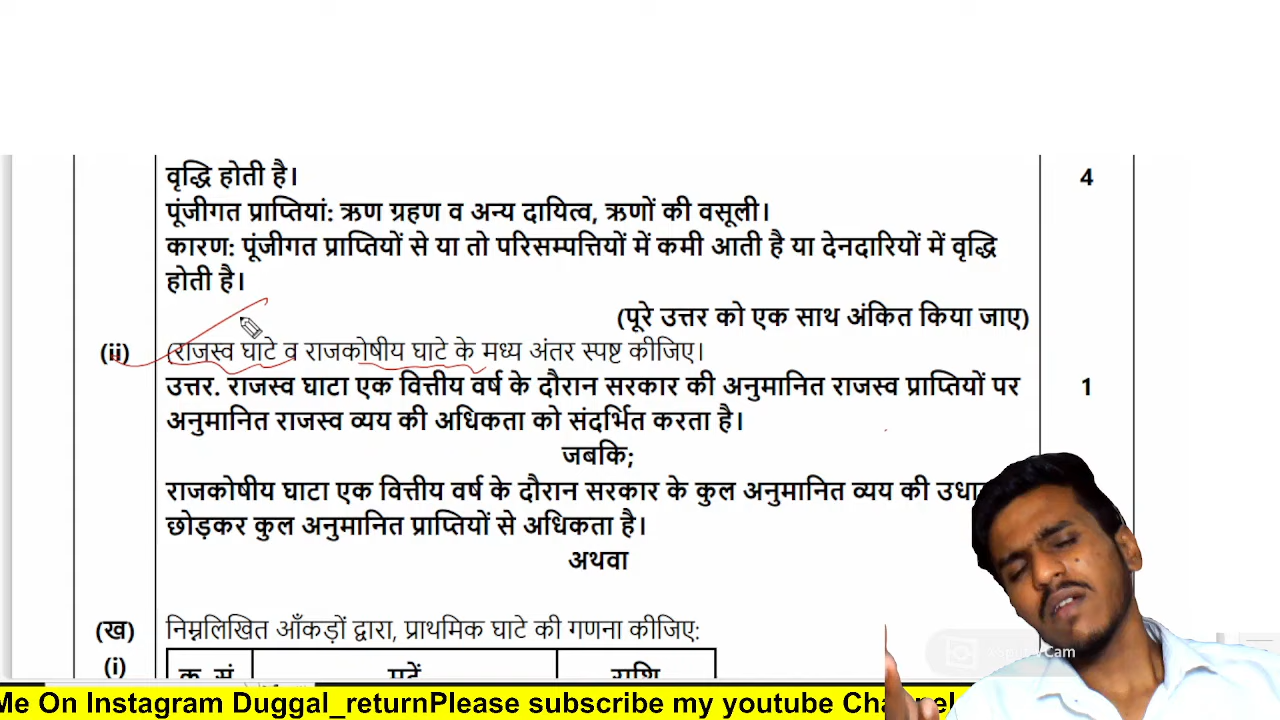 वृद्धि होती है।
4
पूंजीगत प्राप्तियां: ऋण ग्रहण व अन्य दायित्व, ऋणों की वसूली।
कारण: पूंजीगत प्राप्तियों से या तो परिसम्पत्तियों में कमी आती है या देनदारियों में वृद्धि
होती है।
(पूरे उत्तर को एक साथ अंकित किया जाए)
(ii) राजस्व घाटे व राजकोषीय घाटे के मध्य अंतर स्पष्ट कीजिए।
उत्तर. राजस्व घाटा एक वित्तीय वर्ष के दौरान सरकार की अनुमानित राजस्व प्राप्तियों पर
1
अनुमानित राजस्व व्यय की अधिकता को संदर्भित करता है।
जबकि;
राजकोषीय घाटा एक वित्तीय वर्ष के दौरान सरकार के कुल अनुमानित व्यय की
छोड़कर कुल अनुमानित प्राप्तियों से अधिकता है।
अथवा
(ख) निम्नलिखित आँकड़ों द्वारा, प्राथमिक घाटे की गणना कीजिए:
(i)
Me On Instagram Duggal_returnPlease subscribe my youtube Channel